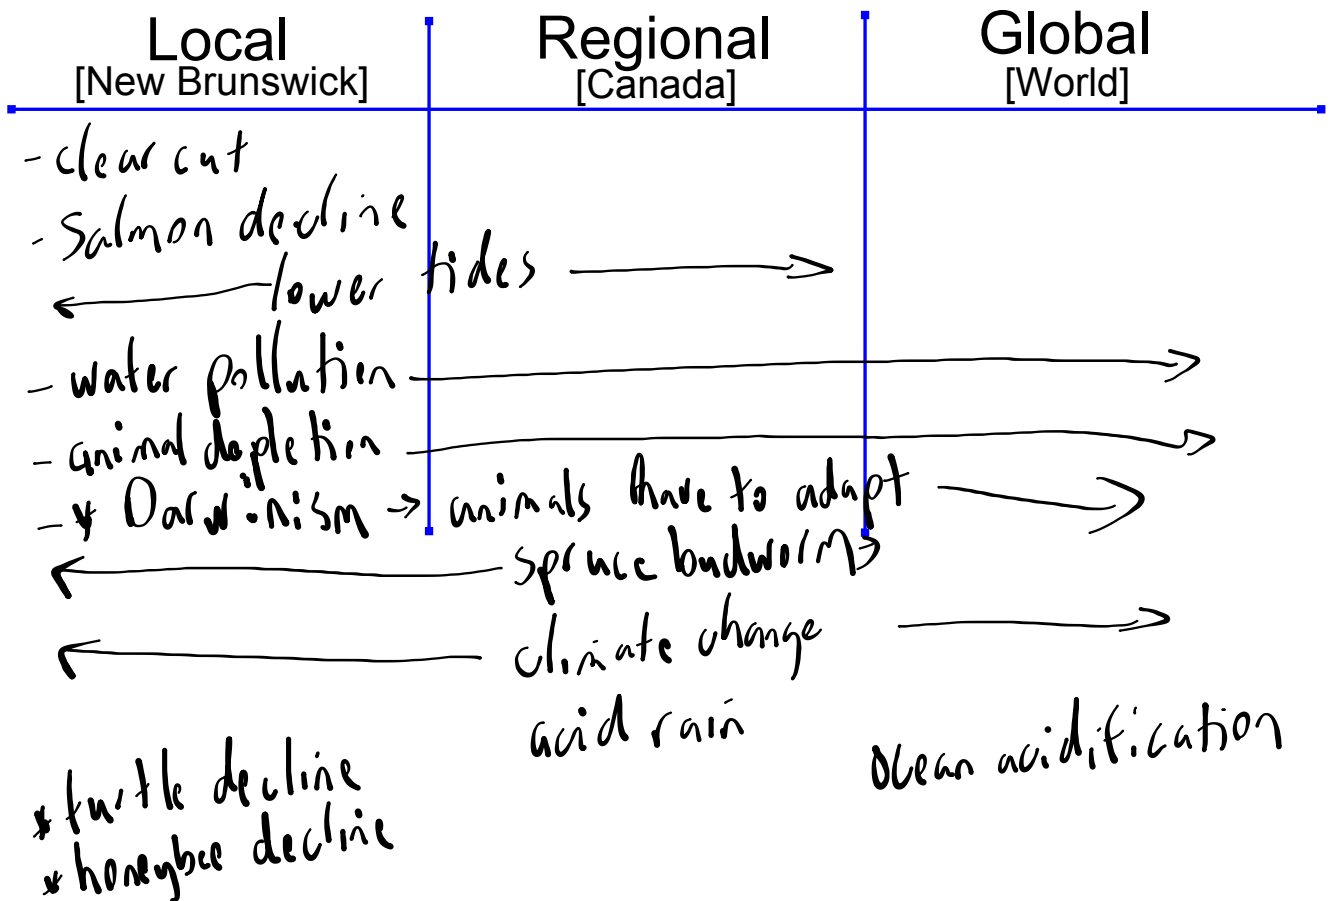 Local Regional Global
[New Brunswick] [Canada] [World]
- clear cut
- Salmon decline
lower tides
- water pollution
- animal depletion
- * Darwinism → animals have to adapt
spruce budworm
climate change
acid rain
ocean acidification
* turtle decline
* honeybee decline